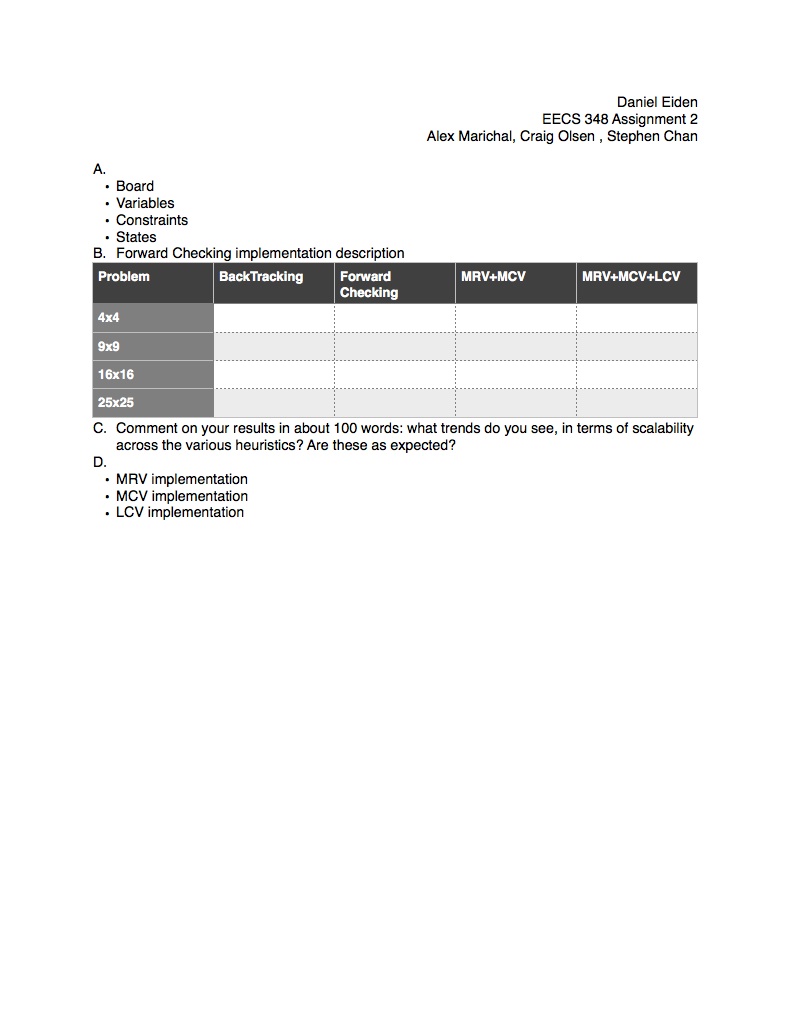 Daniel Eiden
EECS 348 Assignment 2
Alex Marichal, Craig Olsen , Stephen Chan
A.
• Board
• Variables
• Constraints
• States
B. Forward Checking implementation description
Problem BackTracking Forward Checking MRV+MCV MRV+MCV+LCV
4x4
9x9
16x16
25x25
C. Comment on your results in about 100 words: what trends do you see, in terms of scalability
across the various heuristics? Are these as expected?
D.
• MRV implementation
• MCV implementation
• LCV implementation